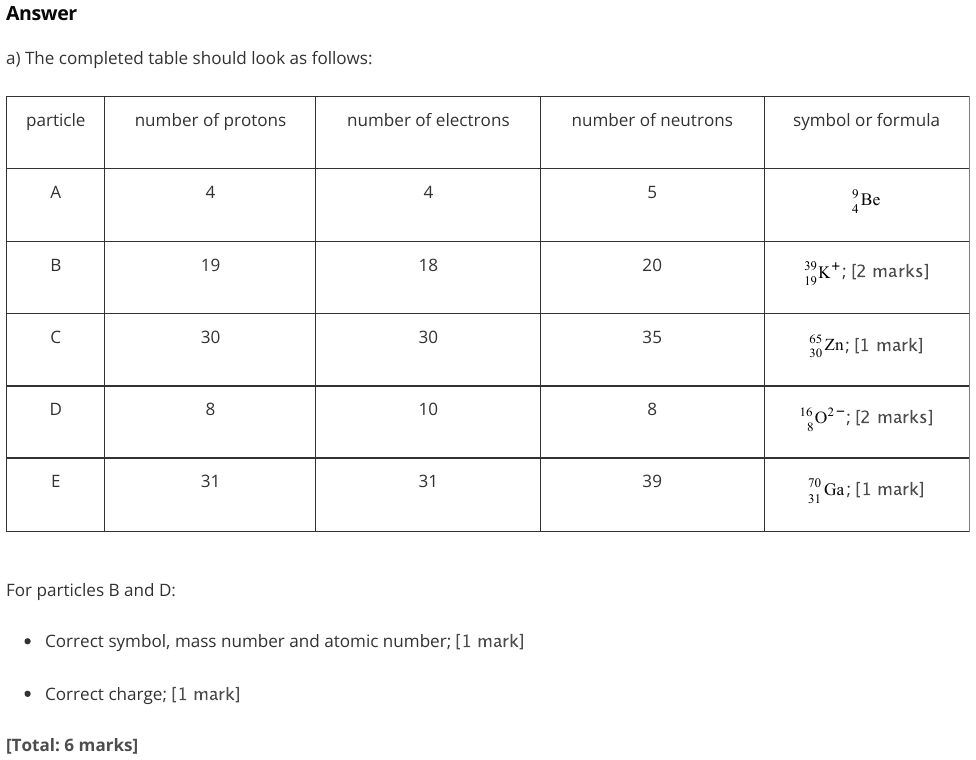 Answer
a) The completed table should look as follows:
particle number of protons number of electrons number of neutrons symbol or formula
A 4 4 5 ⁹₄Be
B 19 18 20 ³⁹₁₉K⁺; [2 marks]
C 30 30 35 ⁶⁵₃₀Zn; [1 mark]
D 8 10 8 ¹⁶₈O²⁻; [2 marks]
E 31 31 39 ⁷⁰₃₁Ga; [1 mark]
For particles B and D:
• Correct symbol, mass number and atomic number; [1 mark]
• Correct charge; [1 mark]
[Total: 6 marks]